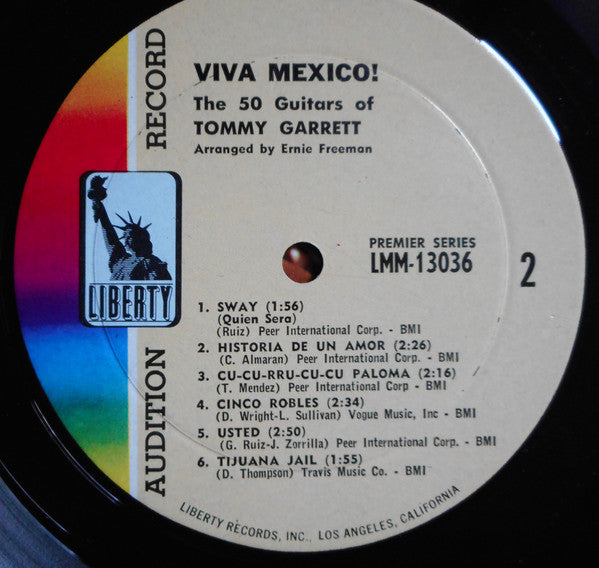 VIVA MEXICO!
The 50 Guitars of
TOMMY GARRETT
Arranged by Ernie Freeman
AUDITION RECORD
LIBERTY
PREMIER SERIES
LMM-13036
2
1. SWAY (1:56)
(Quien Sera)
(Ruiz) Peer International Corp. - BMI
2. HISTORIA DE UN AMOR (2:26)
(C. Almaran) Peer International Corp. - BMI
3. CU-CU-RRU-CU-CU PALOMA (2:16)
(T. Mendez) Peer International Corp - BMI
4. CINCO ROBLES (2:34)
(D. Wright-L. Sullivan) Vogue Music, Inc - BMI
5. USTED (2:50)
(G. Ruiz-J. Zorrilla) Peer International Corp. - BMI
6. TIJUANA JAIL (1:55)
(D. Thompson) Travis Music Co. - BMI
LIBERTY RECORDS, INC., LOS ANGELES, CALIFORNIA